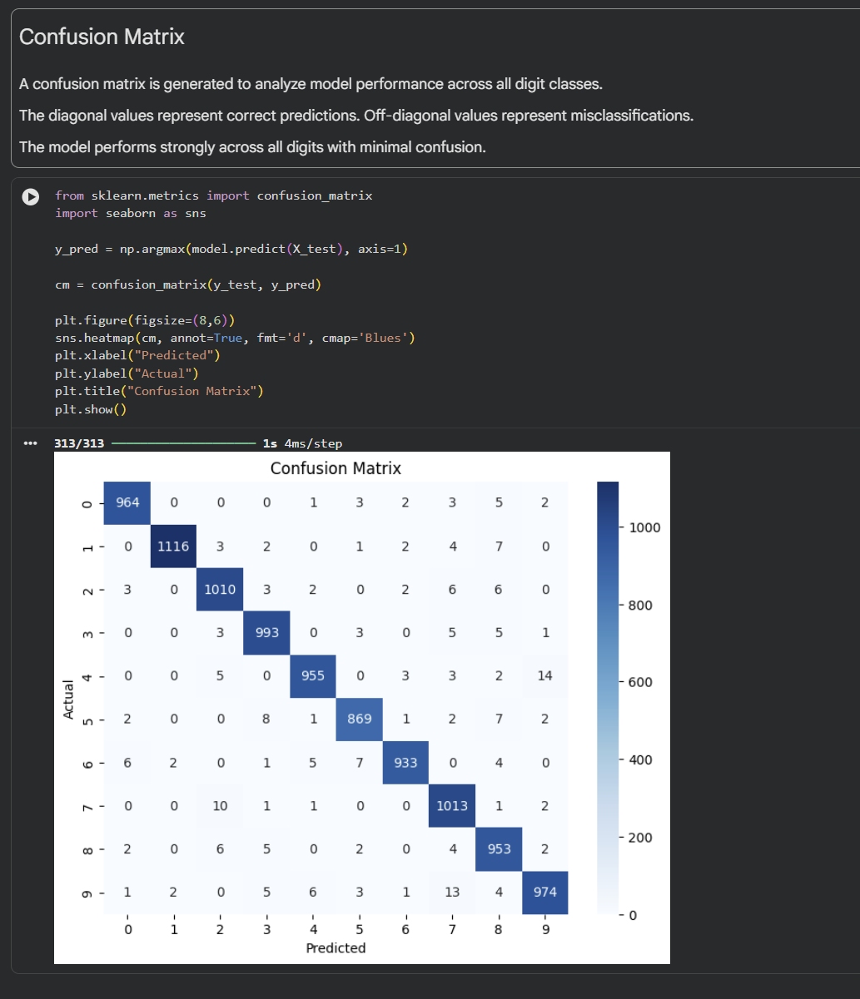 Confusion Matrix
A confusion matrix is generated to analyze model performance across all digit classes.
The diagonal values represent correct predictions. Off-diagonal values represent misclassifications.
The model performs strongly across all digits with minimal confusion.
from sklearn.metrics import confusion_matrix
import seaborn as sns
y_pred = np.argmax(model.predict(X_test), axis=1)
cm = confusion_matrix(y_test, y_pred)
plt.figure(figsize=(8,6))
sns.heatmap(cm, annot=True, fmt='d', cmap='Blues')
plt.xlabel("Predicted")
plt.ylabel("Actual")
plt.title("Confusion Matrix")
plt.show()
313/313 1s 4ms/step
Confusion Matrix
0 964 0 0 0 1 3 2 3 5 2
1 0 1116 3 2 0 1 2 4 7 0
2 3 0 1010 3 2 0 2 6 6 0
3 0 0 3 993 0 3 0 5 5 1
4 0 0 5 0 955 0 3 3 2 14
5 2 0 0 8 1 869 1 2 7 2
6 6 2 0 1 5 7 933 0 4 0
7 0 0 10 1 1 0 0 1013 1 2
8 2 0 6 5 0 2 0 4 953 2
9 1 2 0 5 6 3 1 13 4 974
0 1 2 3 4 5 6 7 8 9
Predicted
Actual
1000
800
600
400
200
0